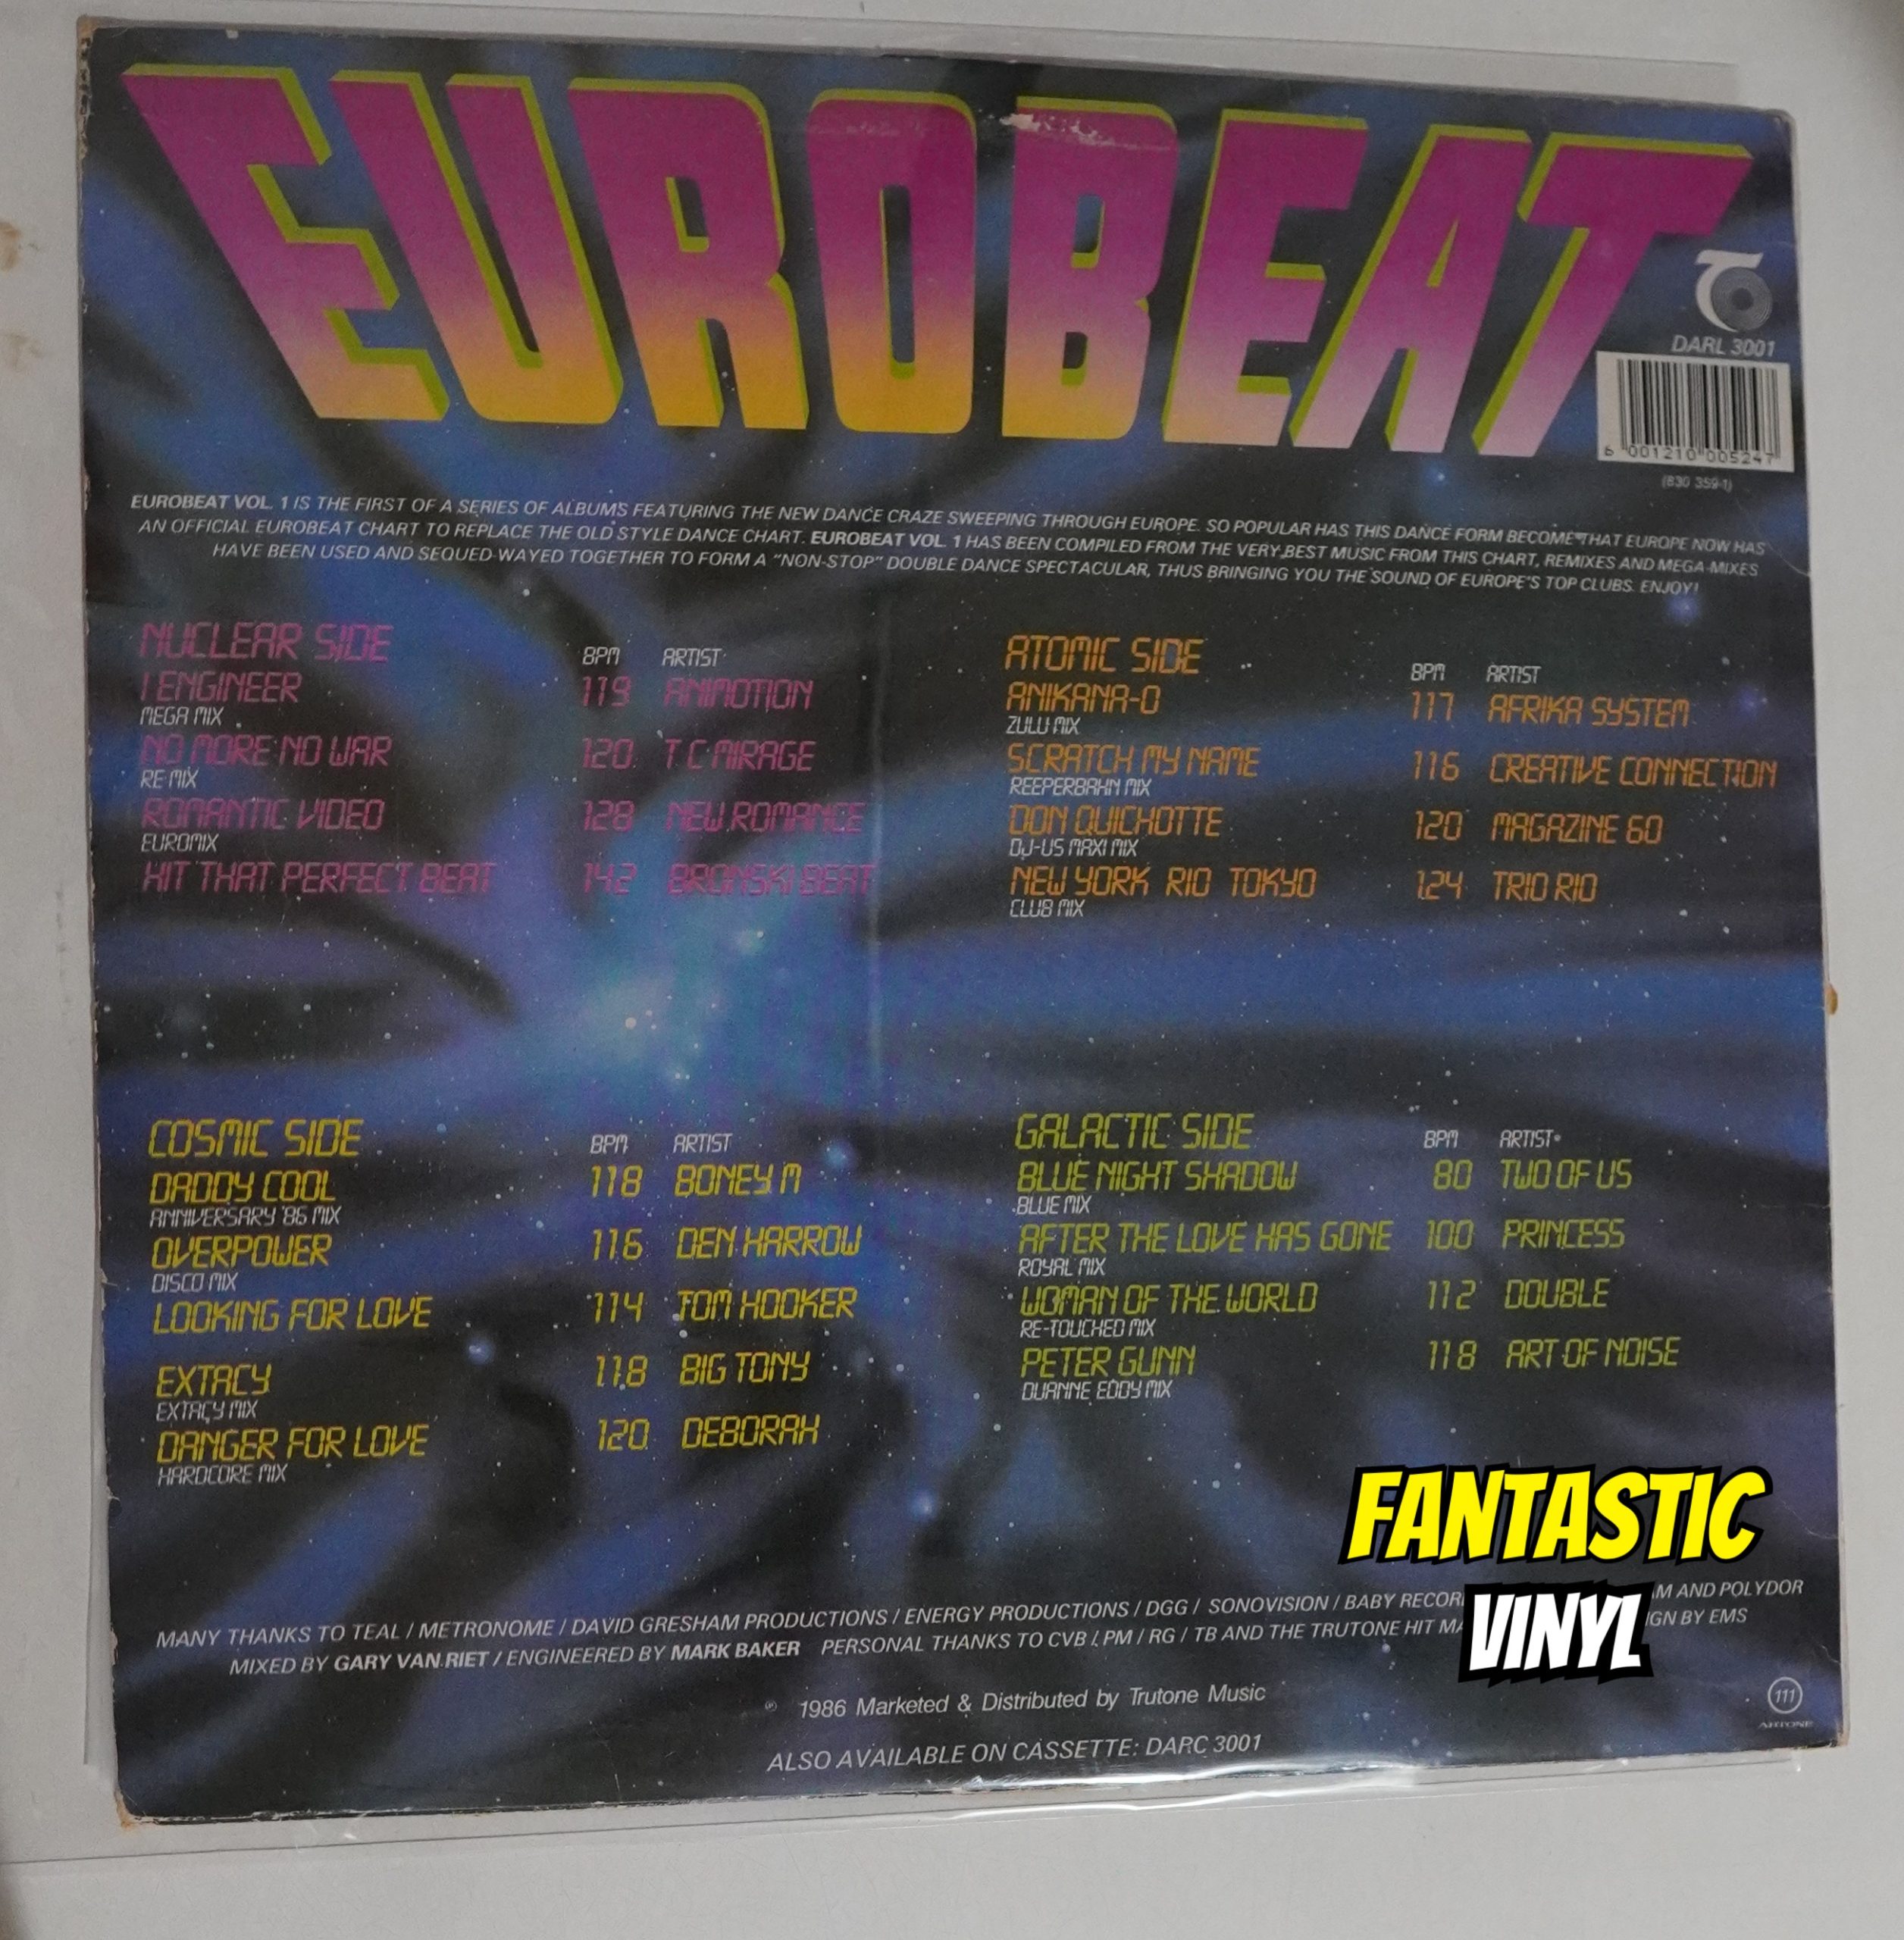 EUROBEAT
DARL 3001
6 001210 005247
(830 359-1)
EUROBEAT VOL. 1 IS THE FIRST OF A SERIES OF ALBUMS FEATURING THE NEW DANCE CRAZE SWEEPING THROUGH EUROPE. SO POPULAR HAS THIS DANCE FORM BECOME THAT EUROPE NOW HAS
AN OFFICIAL EUROBEAT CHART TO REPLACE THE OLD STYLE DANCE CHART. EUROBEAT VOL. 1 HAS BEEN COMPILED FROM THE VERY BEST MUSIC FROM THIS CHART, REMIXES AND MEGA-MIXES
HAVE BEEN USED AND SEQUED-WAYED TOGETHER TO FORM A "NON-STOP" DOUBLE DANCE SPECTACULAR, THUS BRINGING YOU THE SOUND OF EUROPE'S TOP CLUBS. ENJOY!
NUCLEAR SIDE BPM ARTIST
I ENGINEER 119 ANIMOTION
MEGA MIX
NO MORE NO WAR 120 T C MIRAGE
RE MIX
ROMANTIC VIDEO 128 NEW ROMANCE
EUROMIX
HIT THAT PERFECT BEAT 142 BRONSKI BEAT
ATOMIC SIDE BPM ARTIST
ANIKANA-O 117 AFRIKA SYSTEM
ZULU MIX
SCRATCH MY NAME 116 CREATIVE CONNECTION
REEPERBAHN MIX
DON QUICHOTTE 120 MAGAZINE 60
DJ-US MAXI MIX
NEW YORK RIO TOKYO 124 TRIO RIO
CLUB MIX
COSMIC SIDE BPM ARTIST
DADDY COOL 118 BONEY M
ANNIVERSARY '86 MIX
OVERPOWER 116 DEN HARROW
DISCO MIX
LOOKING FOR LOVE 114 TOM HOOKER
EXTACY 118 BIG TONY
EXTACY MIX
DANGER FOR LOVE 120 DEBORAH
HARDCORE MIX
GALACTIC SIDE BPM ARTIST
BLUE NIGHT SHADOW 80 TWO OF US
BLUE MIX
AFTER THE LOVE HAS GONE 100 PRINCESS
ROYAL MIX
WOMAN OF THE WORLD 112 DOUBLE
RE-TOUCHED MIX
PETER GUNN 118 ART OF NOISE
DUANNE EDDY MIX
FANTASTIC
VINYL
MANY THANKS TO TEAL / METRONOME / DAVID GRESHAM PRODUCTIONS / ENERGY PRODUCTIONS / DGG / SONOVISION / BABY RECOR AND POLYDOR
MIXED BY GARY VAN RIET / ENGINEERED BY MARK BAKER PERSONAL THANKS TO CVB / PM / RG / TB AND THE TRUTONE HIT BY EMS
℗ 1986 Marketed & Distributed by Trutone Music
111
ARTONE
ALSO AVAILABLE ON CASSETTE: DARC 3001